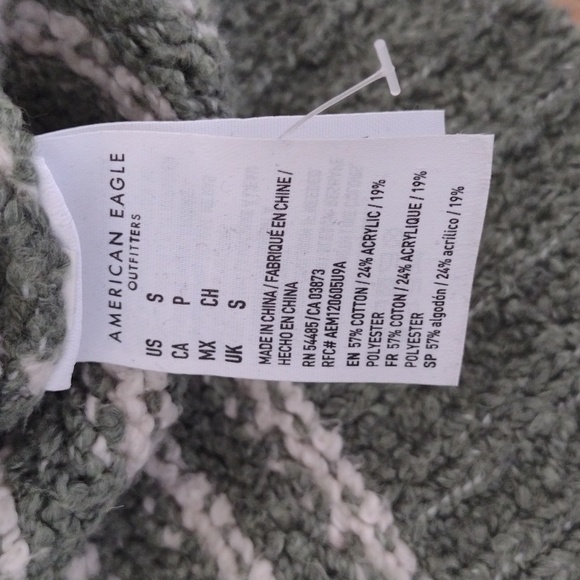 AMERICAN EAGLE
OUTFITTERS
US S
CA P
MX CH
UK S
MADE IN CHINA / FABRIQUÉ EN CHINE /
HECHO EN CHINA
RN 54485/CA 03873
RFC# AEM120605U9A
EN 57% COTTON / 24% ACRYLIC / 19%
POLYESTER
FR 57% COTON / 24% ACRYLIQUE / 19%
POLYESTER
SP 57% algodón / 24% acrílico / 19%